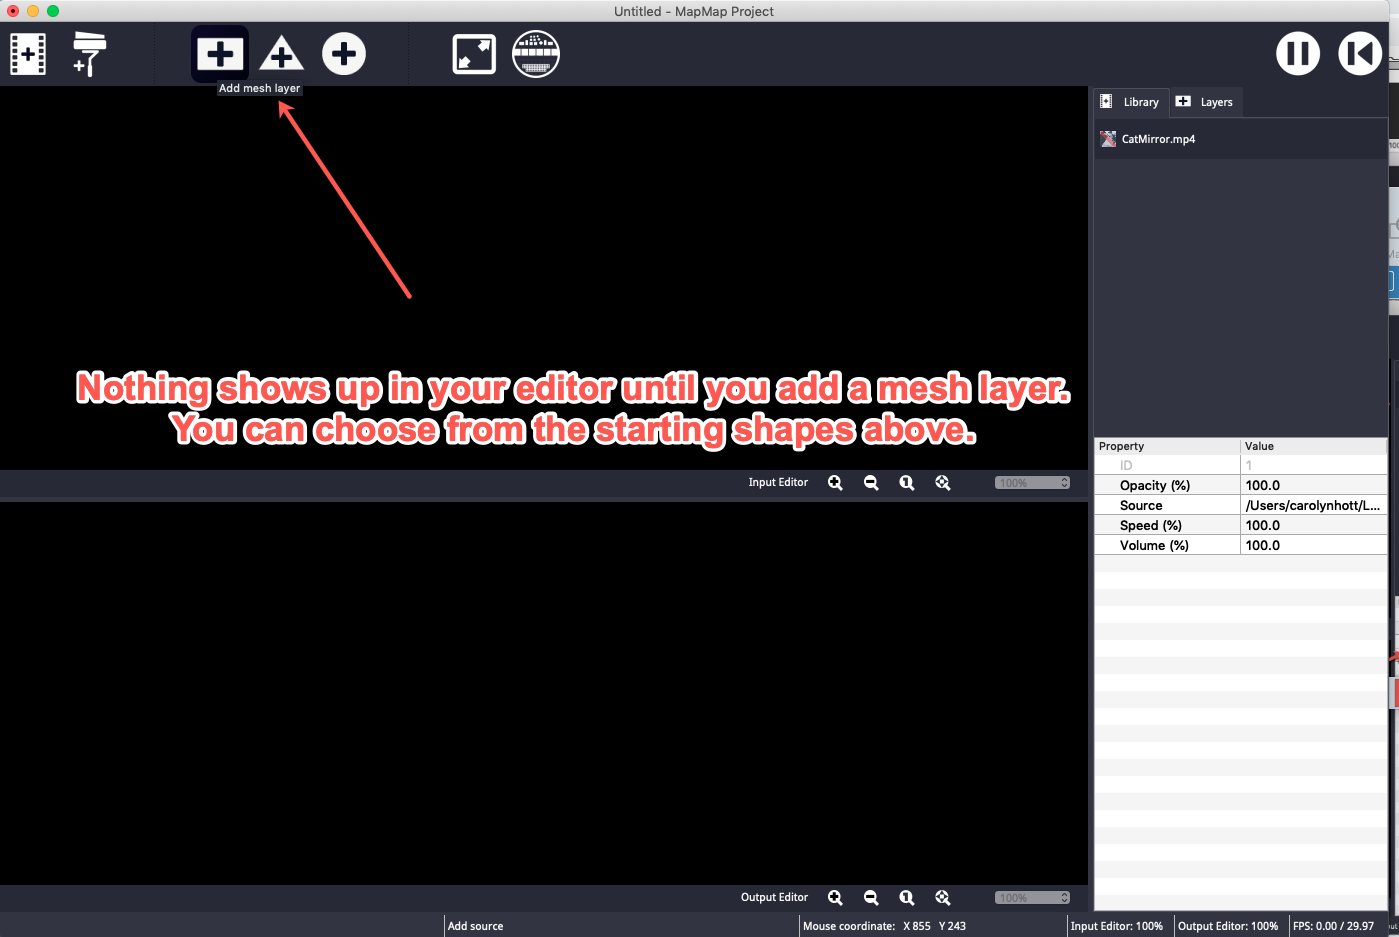 Untitled - MapMap Project
Add mesh layer
Library
Layers
CatMirror.mp4
Nothing shows up in your editor until you add a mesh layer.
You can choose from the starting shapes above.
Input Editor
100%
Property Value
ID 1
Opacity (%) 100.0
Source /Users/carolynhott/L...
Speed (%) 100.0
Volume (%) 100.0
Output Editor
100%
Add source
Mouse coordinate: X 855 Y 243
Input Editor: 100%
Output Editor: 100%
FPS: 0.00 / 29.97